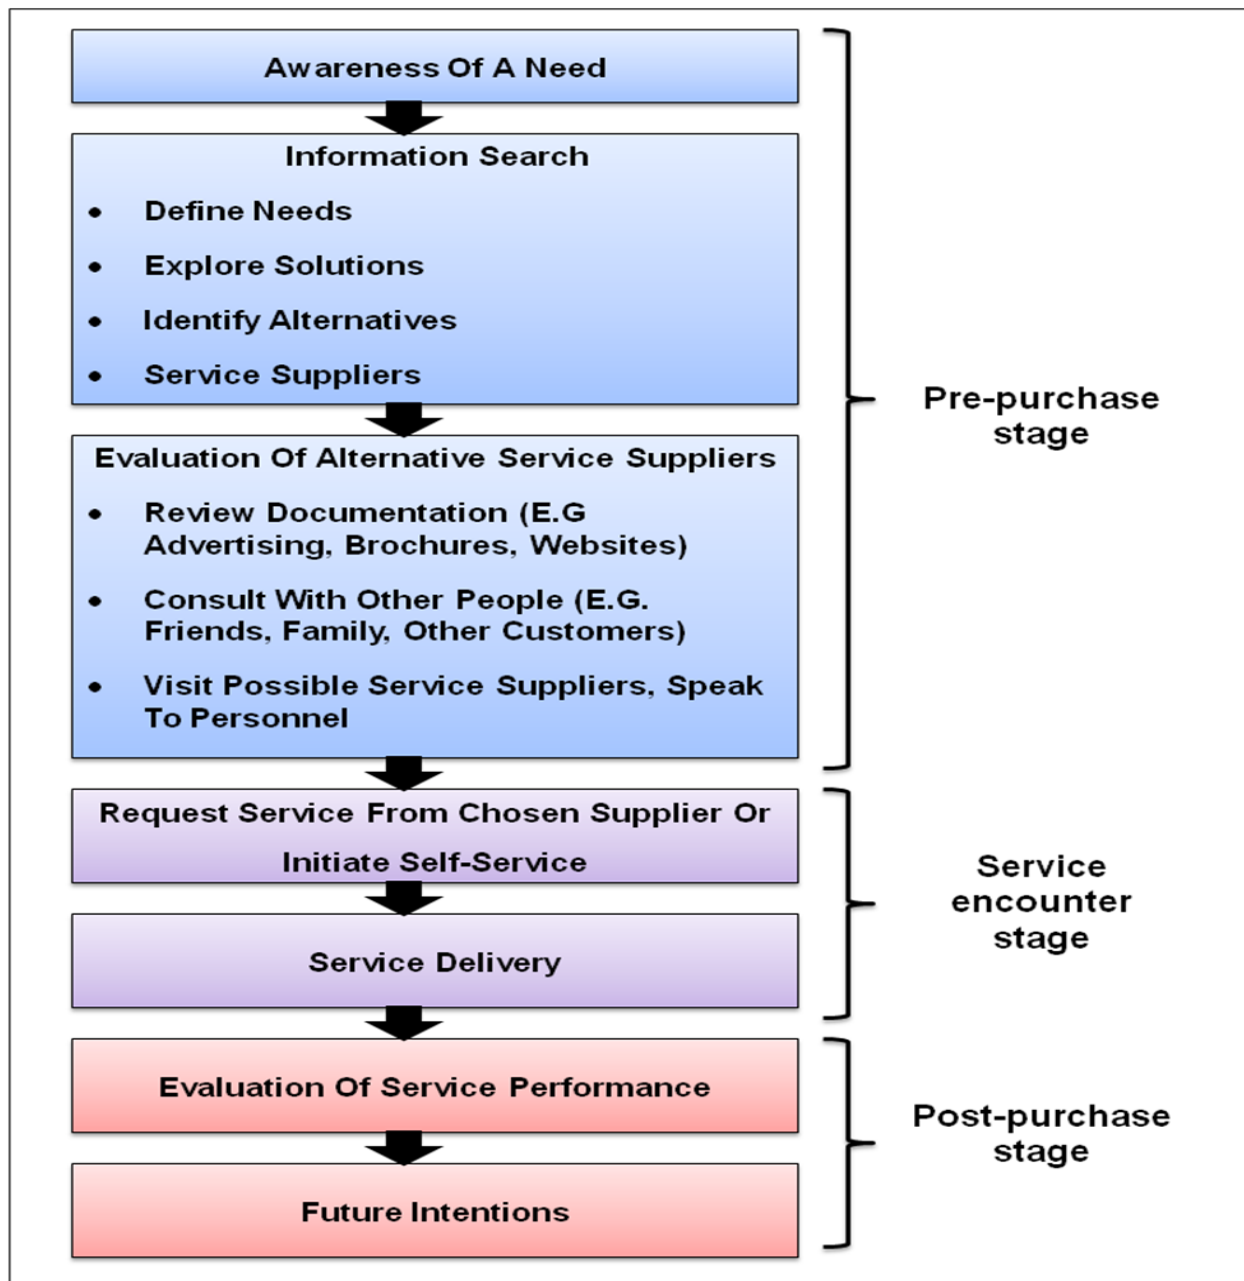 Awareness Of A Need
Information Search
• Define Needs
• Explore Solutions
• Identify Alternatives
• Service Suppliers
Evaluation Of Alternative Service Suppliers
• Review Documentation (E.G
Advertising, Brochures, Websites)
• Consult With Other People (E.G.
Friends, Family, Other Customers)
• Visit Possible Service Suppliers, Speak
To Personnel
Pre-purchase
stage
Request Service From Chosen Supplier Or
Initiate Self-Service
Service Delivery
Service
encounter
stage
Evaluation Of Service Performance
Future Intentions
Post-purchase
stage